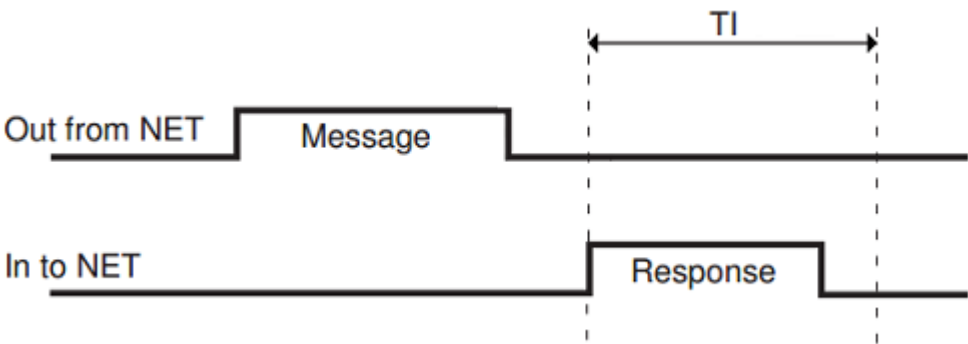 TI
Out from NET
Message
In to NET
Response